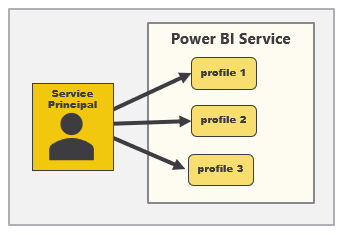 Power BI Service
Service
Principal
profile 1
profile 2
profile 3